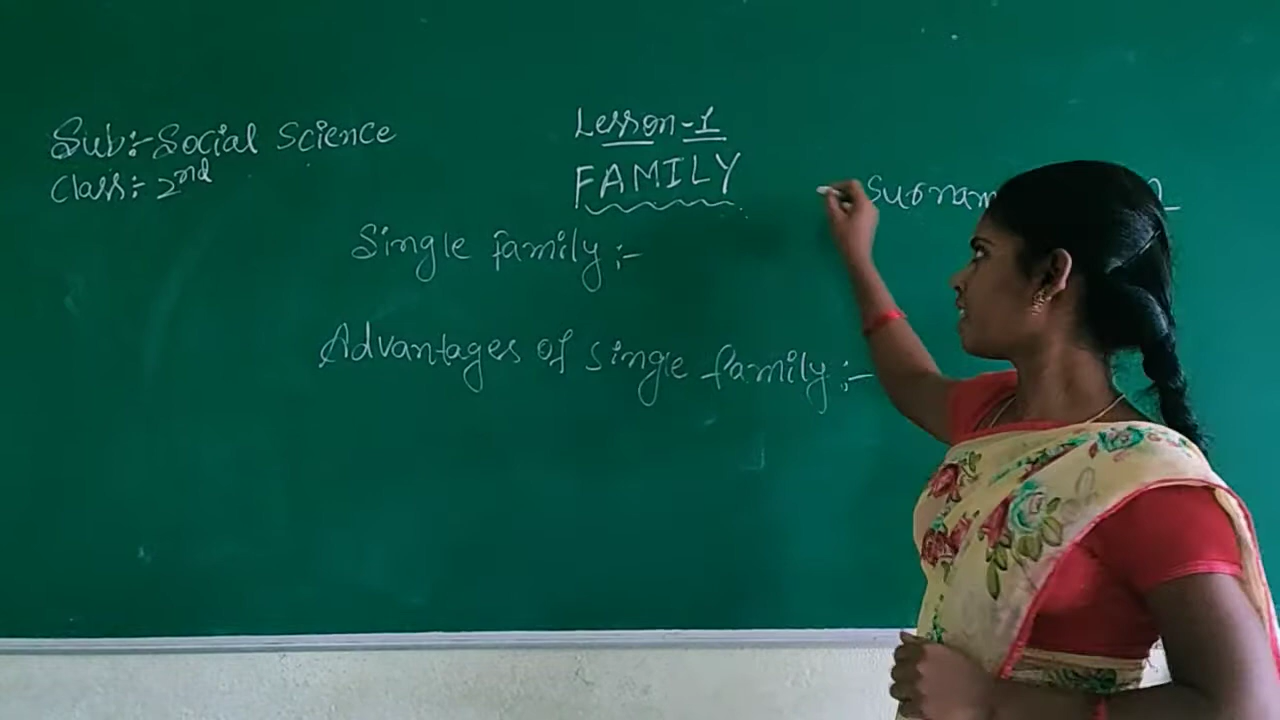 Sub:- Social Science
Class:- 2nd
Lesson-1
FAMILY
Single family :-
Advantages of single family :-